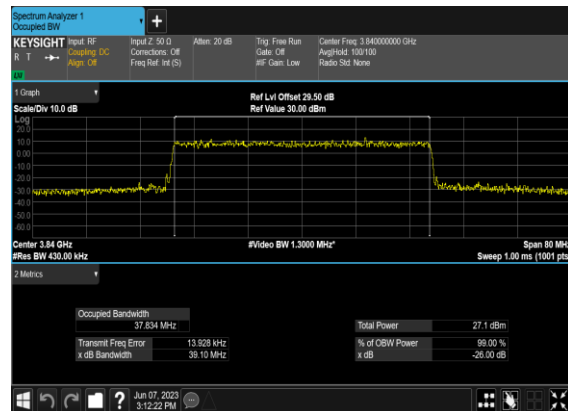 Spectrum Analyzer 1
Occupied BW
+
KEYSIGHT Input: RF Input Z: 50 Ω Atten: 20 dB Trig: Free Run Center Freq: 3.840000000 GHz
R T Coupling: DC Corrections: Off Gate: Off Avg|Hold: 100/100
Align: Off Freq Ref: Int (S) #IF Gain: Low Radio Std: None
LXI
1 Graph Ref Lvl Offset 29.50 dB
Scale/Div 10.0 dB Ref Value 30.00 dBm
Log
20.0
10.0
0.00
-10.0
-20.0
-30.0
-40.0
-50.0
-60.0
Center 3.84 GHz #Video BW 1.3000 MHz* Span 80 MHz
#Res BW 430.00 kHz Sweep 1.00 ms (1001 pts
2 Metrics
Occupied Bandwidth
37.834 MHz Total Power 27.1 dBm
Transmit Freq Error 13.928 kHz % of OBW Power 99.00 %
x dB Bandwidth 39.10 MHz x dB -26.00 dB
? Jun 07, 2023
3:12:22 PM